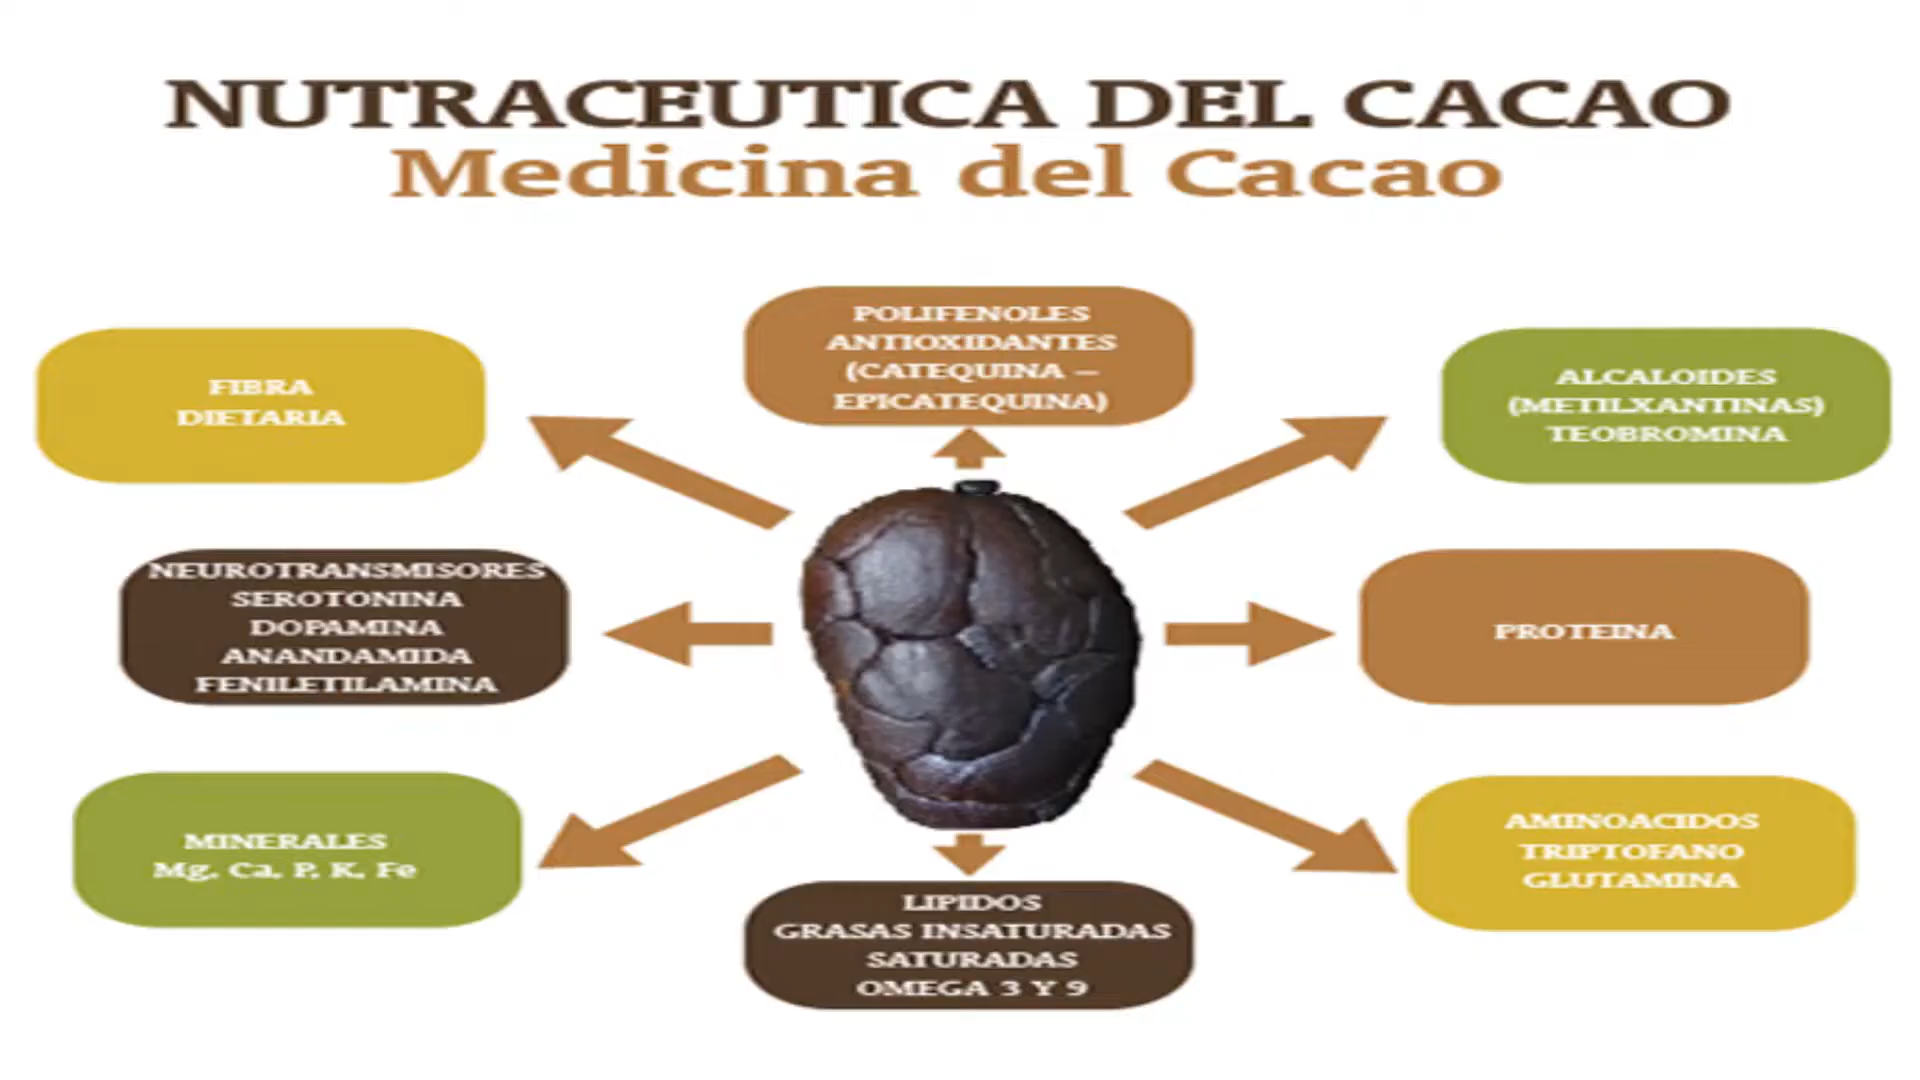 NUTRACEUTICA DEL CACAO
Medicina del Cacao
POLIFENOLES
ANTIOXIDANTES
(CATEQUINA –
EPICATEQUINA)
FIBRA
DIETARIA
ALCALOIDES
(METILXANTINAS)
TEOBROMINA
NEUROTRANSMISORES
SEROTONINA
DOPAMINA
ANANDAMIDA
FENILETILAMINA
PROTEINA
MINERALES
Mg, Ca, P, K, Fe
AMINOACIDOS
TRIPTOFANO
GLUTAMINA
LIPIDOS
GRASAS INSATURADAS
SATURADAS
OMEGA 3 Y 9